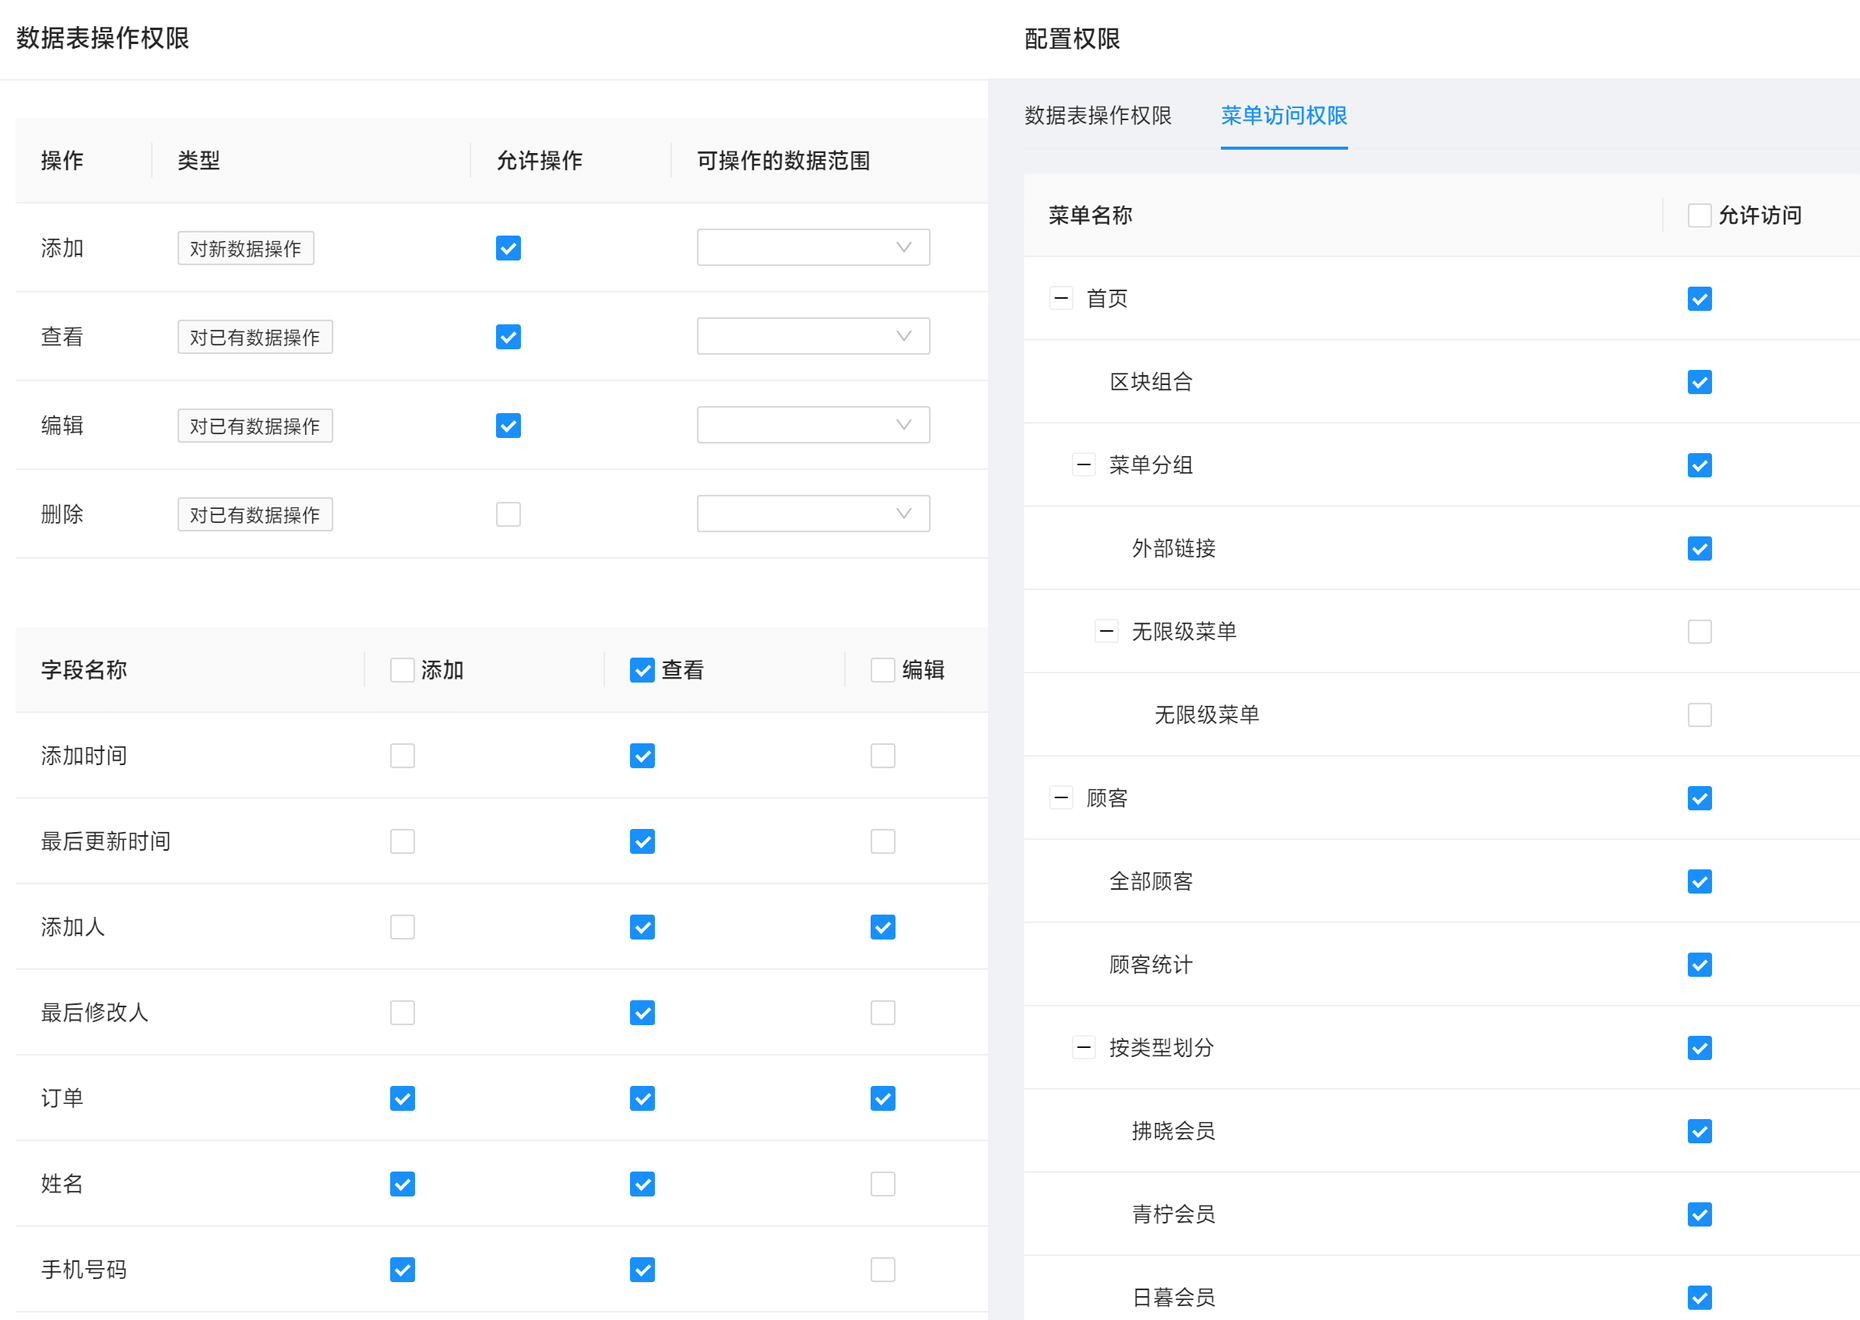 数据表操作权限
操作 类型 允许操作 可操作的数据范围
添加 对新数据操作
查看 对已有数据操作
编辑 对已有数据操作
删除 对已有数据操作
字段名称 添加 查看 编辑
添加时间
最后更新时间
添加人
最后修改人
订单
姓名
手机号码
配置权限
数据表操作权限 菜单访问权限
菜单名称 允许访问
首页
区块组合
菜单分组
外部链接
无限级菜单
无限级菜单
顾客
全部顾客
顾客统计
按类型划分
拂晓会员
青柠会员
日暮会员